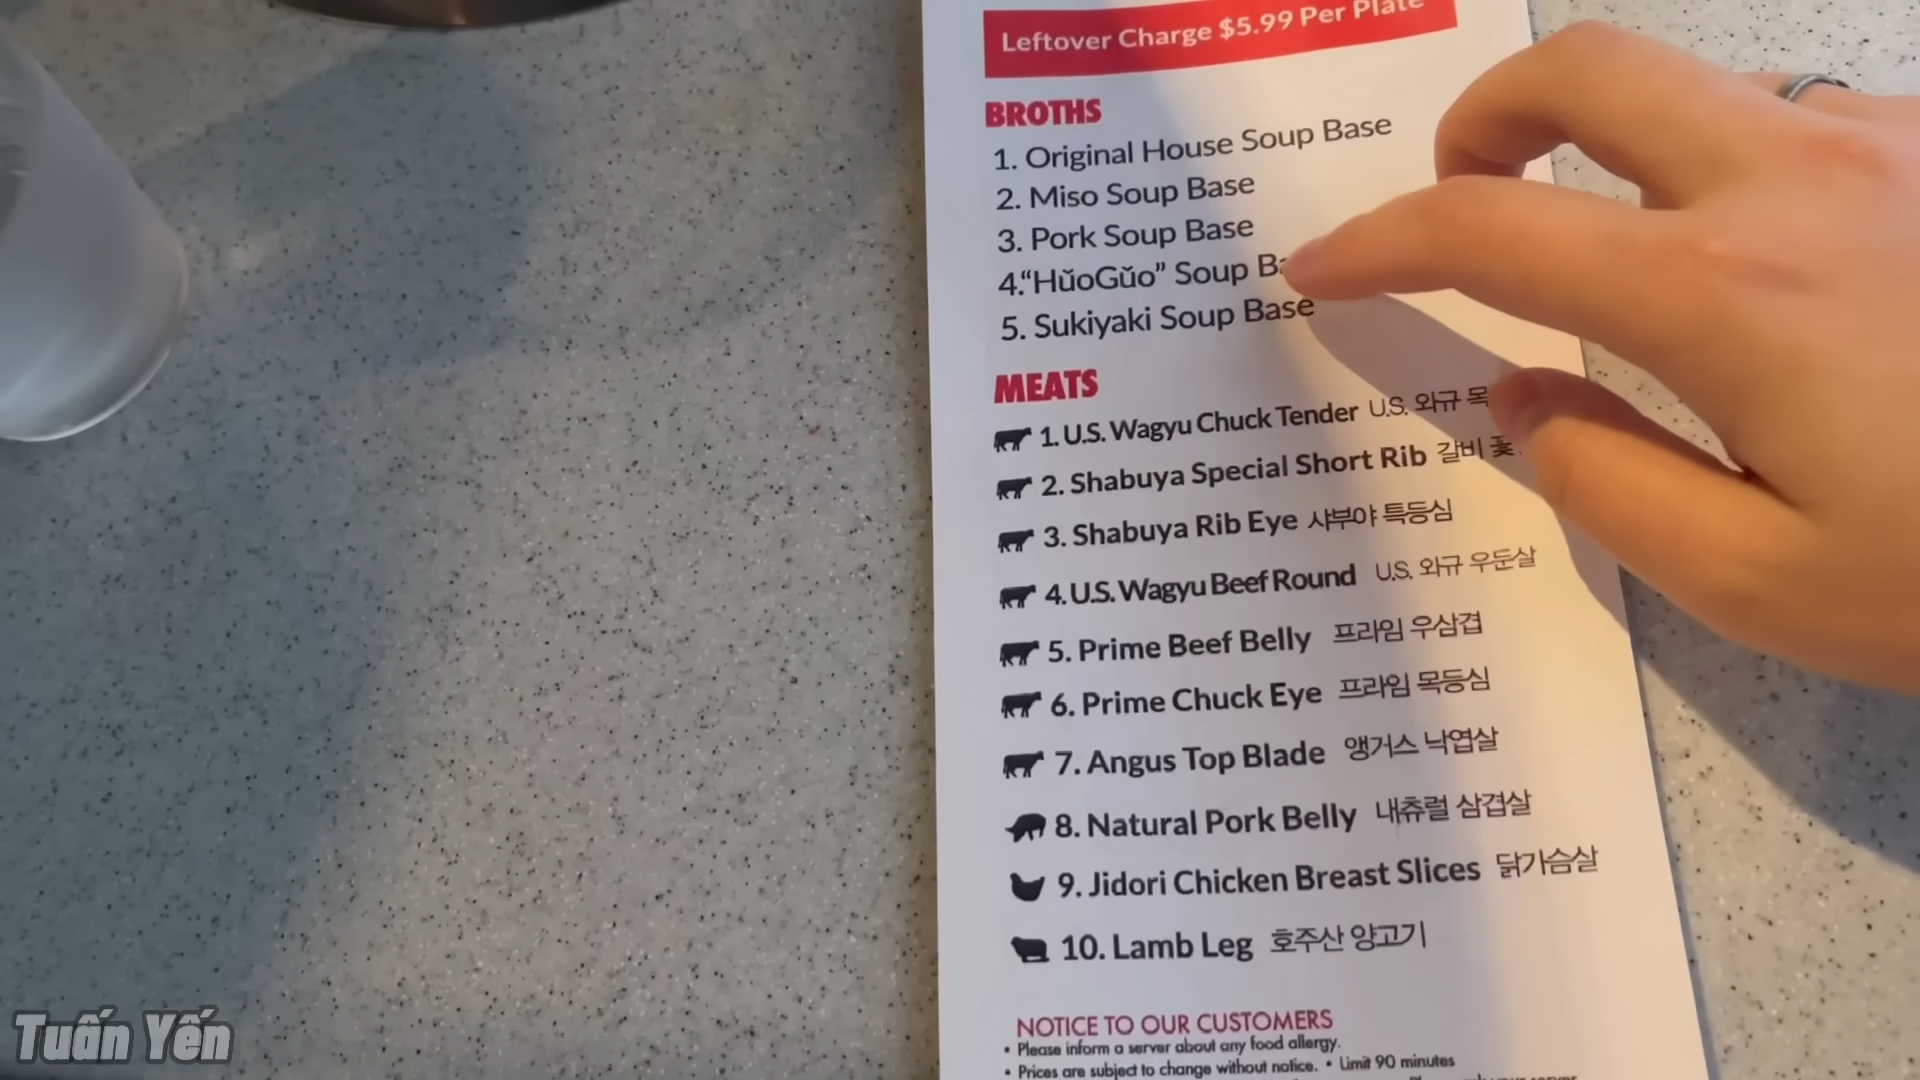 Leftover Charge $5.99 Per Plate
BROTHS
1. Original House Soup Base
2. Miso Soup Base
3. Pork Soup Base
4."HŭoGŭo" Soup Ba
5. Sukiyaki Soup Base
MEATS
1. U.S. Wagyu Chuck Tender U.S. 와규 목
2. Shabuya Special Short Rib 갈비 꽃
3. Shabuya Rib Eye 샤부야 특등심
4. U.S. Wagyu Beef Round U.S. 와규 우둔살
5. Prime Beef Belly 프라임 우삼겹
6. Prime Chuck Eye 프라임 목등심
7. Angus Top Blade 앵거스 낙엽살
8. Natural Pork Belly 내츄럴 삼겹살
9. Jidori Chicken Breast Slices 닭가슴살
10. Lamb Leg 호주산 양고기
NOTICE TO OUR CUSTOMERS
• Please inform a server about any food allergy.
• Prices are subject to change without notice. • Limit 90 minutes
Tuấn Yến